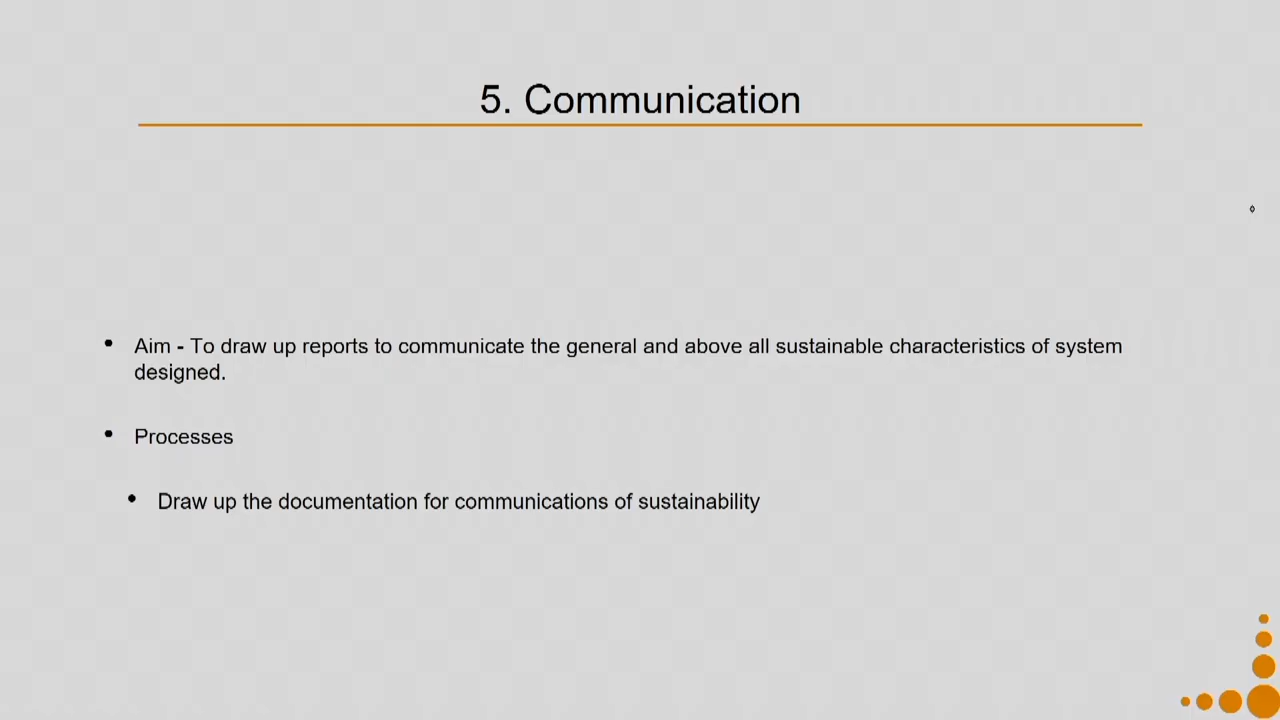 5. Communication
• Aim - To draw up reports to communicate the general and above all sustainable characteristics of system
designed.
• Processes
• Draw up the documentation for communications of sustainability